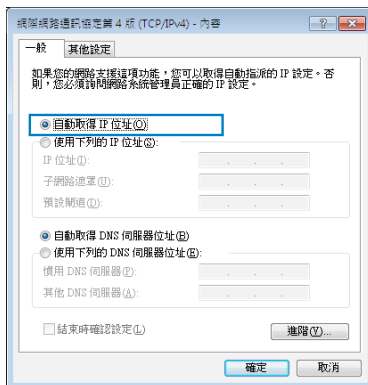 網際網路通訊協定第 4 版 (TCP/IPv4) - 內容
一般 其他設定
如果您的網路支援這項功能，您可以取得自動指派的 IP 設定。否
則，您必須詢問網路系統管理員正確的 IP 設定。
自動取得 IP 位址(O)
使用下列的 IP 位址(S):
IP 位址(I):
子網路遮罩(U):
預設閘道(D):
自動取得 DNS 伺服器位址(B)
使用下列的 DNS 伺服器位址(E):
慣用 DNS 伺服器(P):
其他 DNS 伺服器(A):
結束時確認設定(L)
進階(V)...
確定 取消